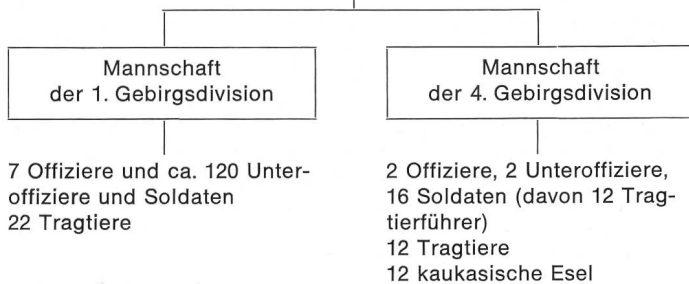 Mannschaft
der 1. Gebirgsdivision
7 Offiziere und ca. 120 Unter-
offiziere und Soldaten
22 Tragtiere
Mannschaft
der 4. Gebirgsdivision
2 Offiziere, 2 Unteroffiziere,
16 Soldaten (davon 12 Trag-
tierführer)
12 Tragtiere
12 kaukasische Esel